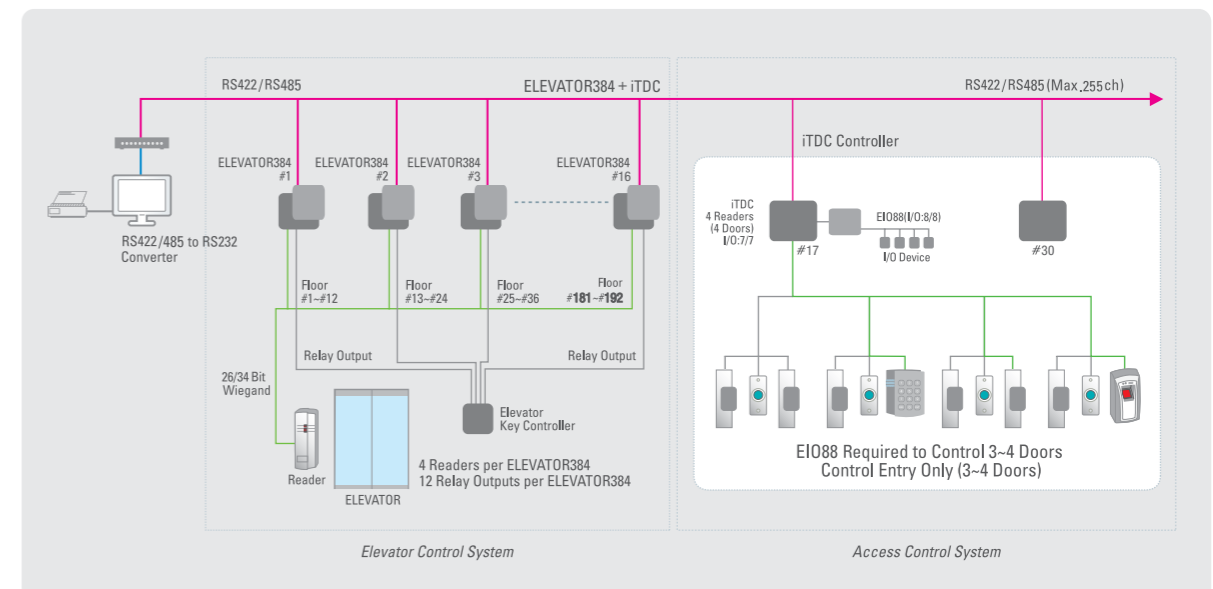 RS422/RS485
ELEVATOR384 + iTDC
RS422/RS485(Max.255ch)
iTDC Controller
ELEVATOR384
#1
ELEVATOR384
#2
ELEVATOR384
#3
ELEVATOR384
#16
RS422/485 to RS232
Converter
iTDC
4 Readers
(4 Doors)
I/O:7/7
#17
EIO88(I/O:8/8)
I/O Device
#30
Floor
#1~#12
Floor
#13~#24
Floor
#25~#36
Floor
#181~#192
Relay Output
Relay Output
26/34 Bit
Wiegand
Elevator
Key Controller
Reader
ELEVATOR
4 Readers per ELEVATOR384
12 Relay Outputs per ELEVATOR384
EIO88 Required to Control 3~4 Doors
Control Entry Only (3~4 Doors)
Elevator Control System
Access Control System